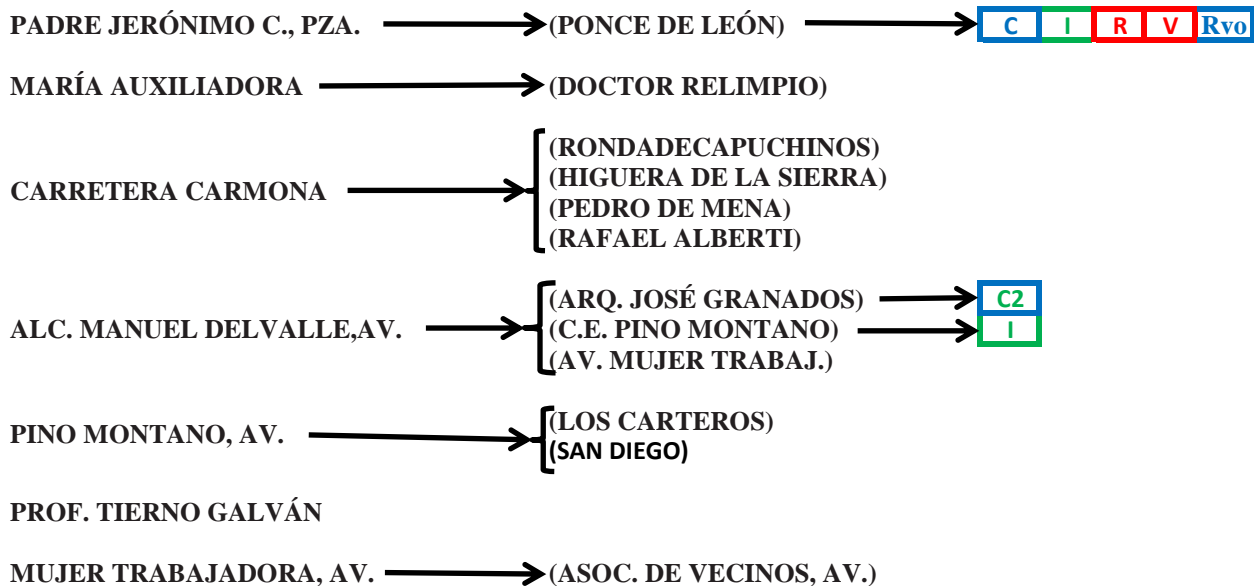 PADRE JERÓNIMO C., PZA. (PONCE DE LEÓN) C I R V Rvo
MARÍA AUXILIADORA (DOCTOR RELIMPIO)
(RONDADECAPUCHINOS)
(HIGUERA DE LA SIERRA)
CARRETERA CARMONA
(PEDRO DE MENA)
(RAFAEL ALBERTI)
(ARQ. JOSÉ GRANADOS) C2
ALC. MANUEL DELVALLE,AV. (C.E. PINO MONTANO) I
(AV. MUJER TRABAJ.)
PINO MONTANO, AV. (LOS CARTEROS)
(SAN DIEGO)
PROF. TIERNO GALVÁN
MUJER TRABAJADORA, AV. (ASOC. DE VECINOS, AV.)